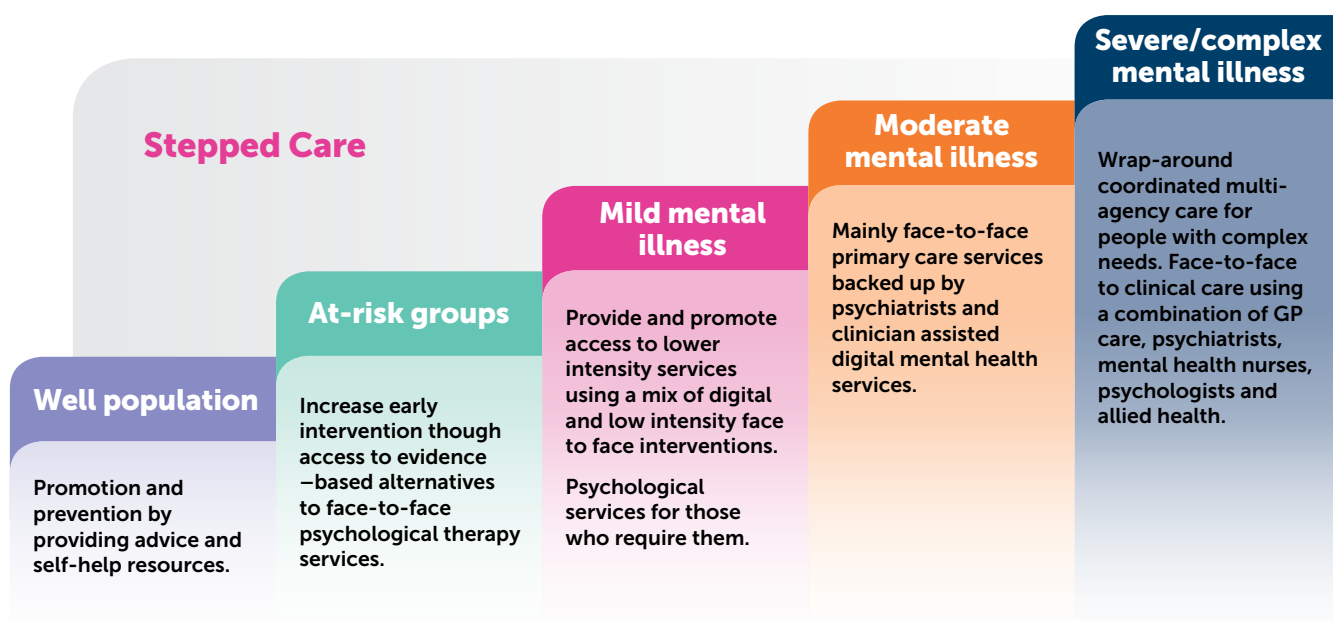 Stepped Care
Well population
Promotion and
prevention by
providing advice and
self-help resources.
At-risk groups
Increase early
intervention though
access to evidence
–based alternatives
to face-to-face
psychological therapy
services.
Mild mental
illness
Provide and promote
access to lower
intensity services
using a mix of digital
and low intensity face
to face interventions.
Psychological
services for those
who require them.
Moderate
mental illness
Mainly face-to-face
primary care services
backed up by
psychiatrists and
clinician assisted
digital mental health
services.
Severe/complex
mental illness
Wrap-around
coordinated multi-
agency care for
people with complex
needs. Face-to-face
to clinical care using
a combination of GP
care, psychiatrists,
mental health nurses,
psychologists and
allied health.